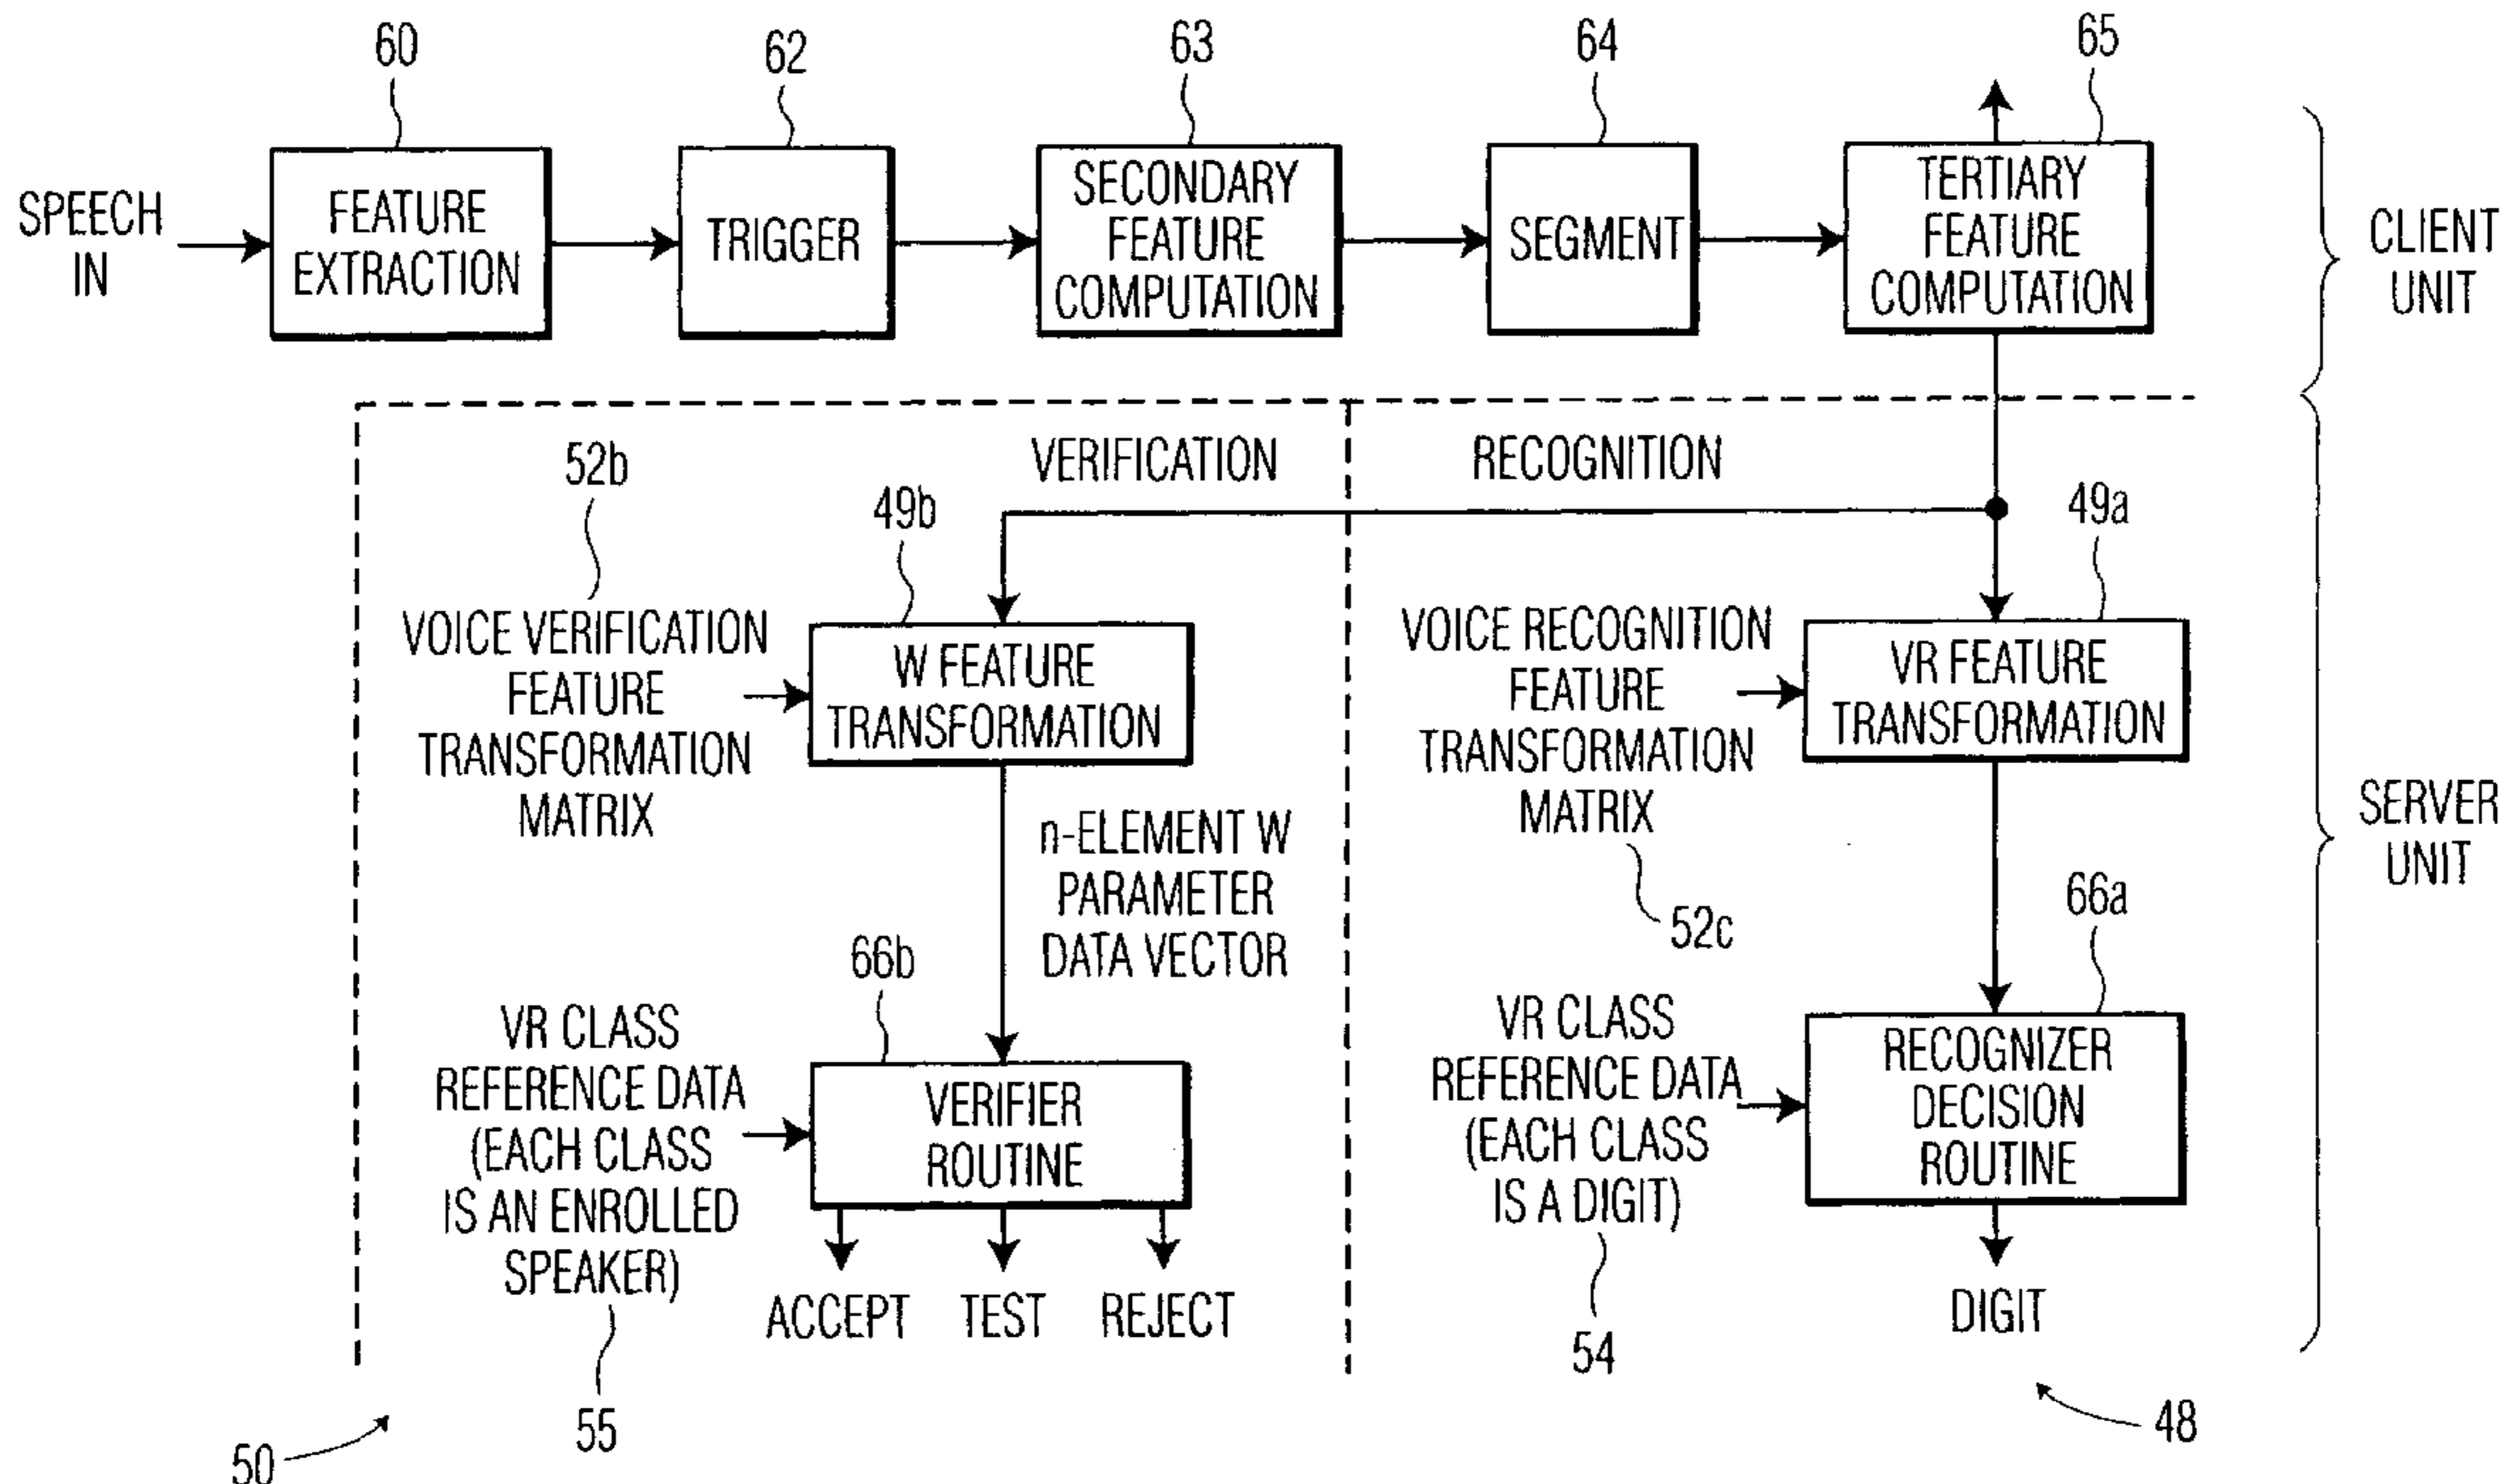 60
62
63
64
65
SPEECH
IN
FEATURE
EXTRACTION
TRIGGER
SECONDARY
FEATURE
COMPUTATION
SEGMENT
TERTIARY
FEATURE
COMPUTATION
CLIENT
UNIT
VERIFICATION
RECOGNITION
52b
49b
49a
VOICE VERIFICATION
FEATURE
TRANSFORMATION
MATRIX
W FEATURE
TRANSFORMATION
VOICE RECOGNITION
FEATURE
TRANSFORMATION
MATRIX
VR FEATURE
TRANSFORMATION
SERVER
UNIT
n-ELEMENT W
PARAMETER
DATA VECTOR
52c
66b
66a
VR CLASS
REFERENCE DATA
(EACH CLASS
IS AN ENROLLED
SPEAKER)
VERIFIER
ROUTINE
VR CLASS
REFERENCE DATA
(EACH CLASS
IS A DIGIT)
RECOGNIZER
DECISION
ROUTINE
ACCEPT
TEST
REJECT
DIGIT
54
55
50
48